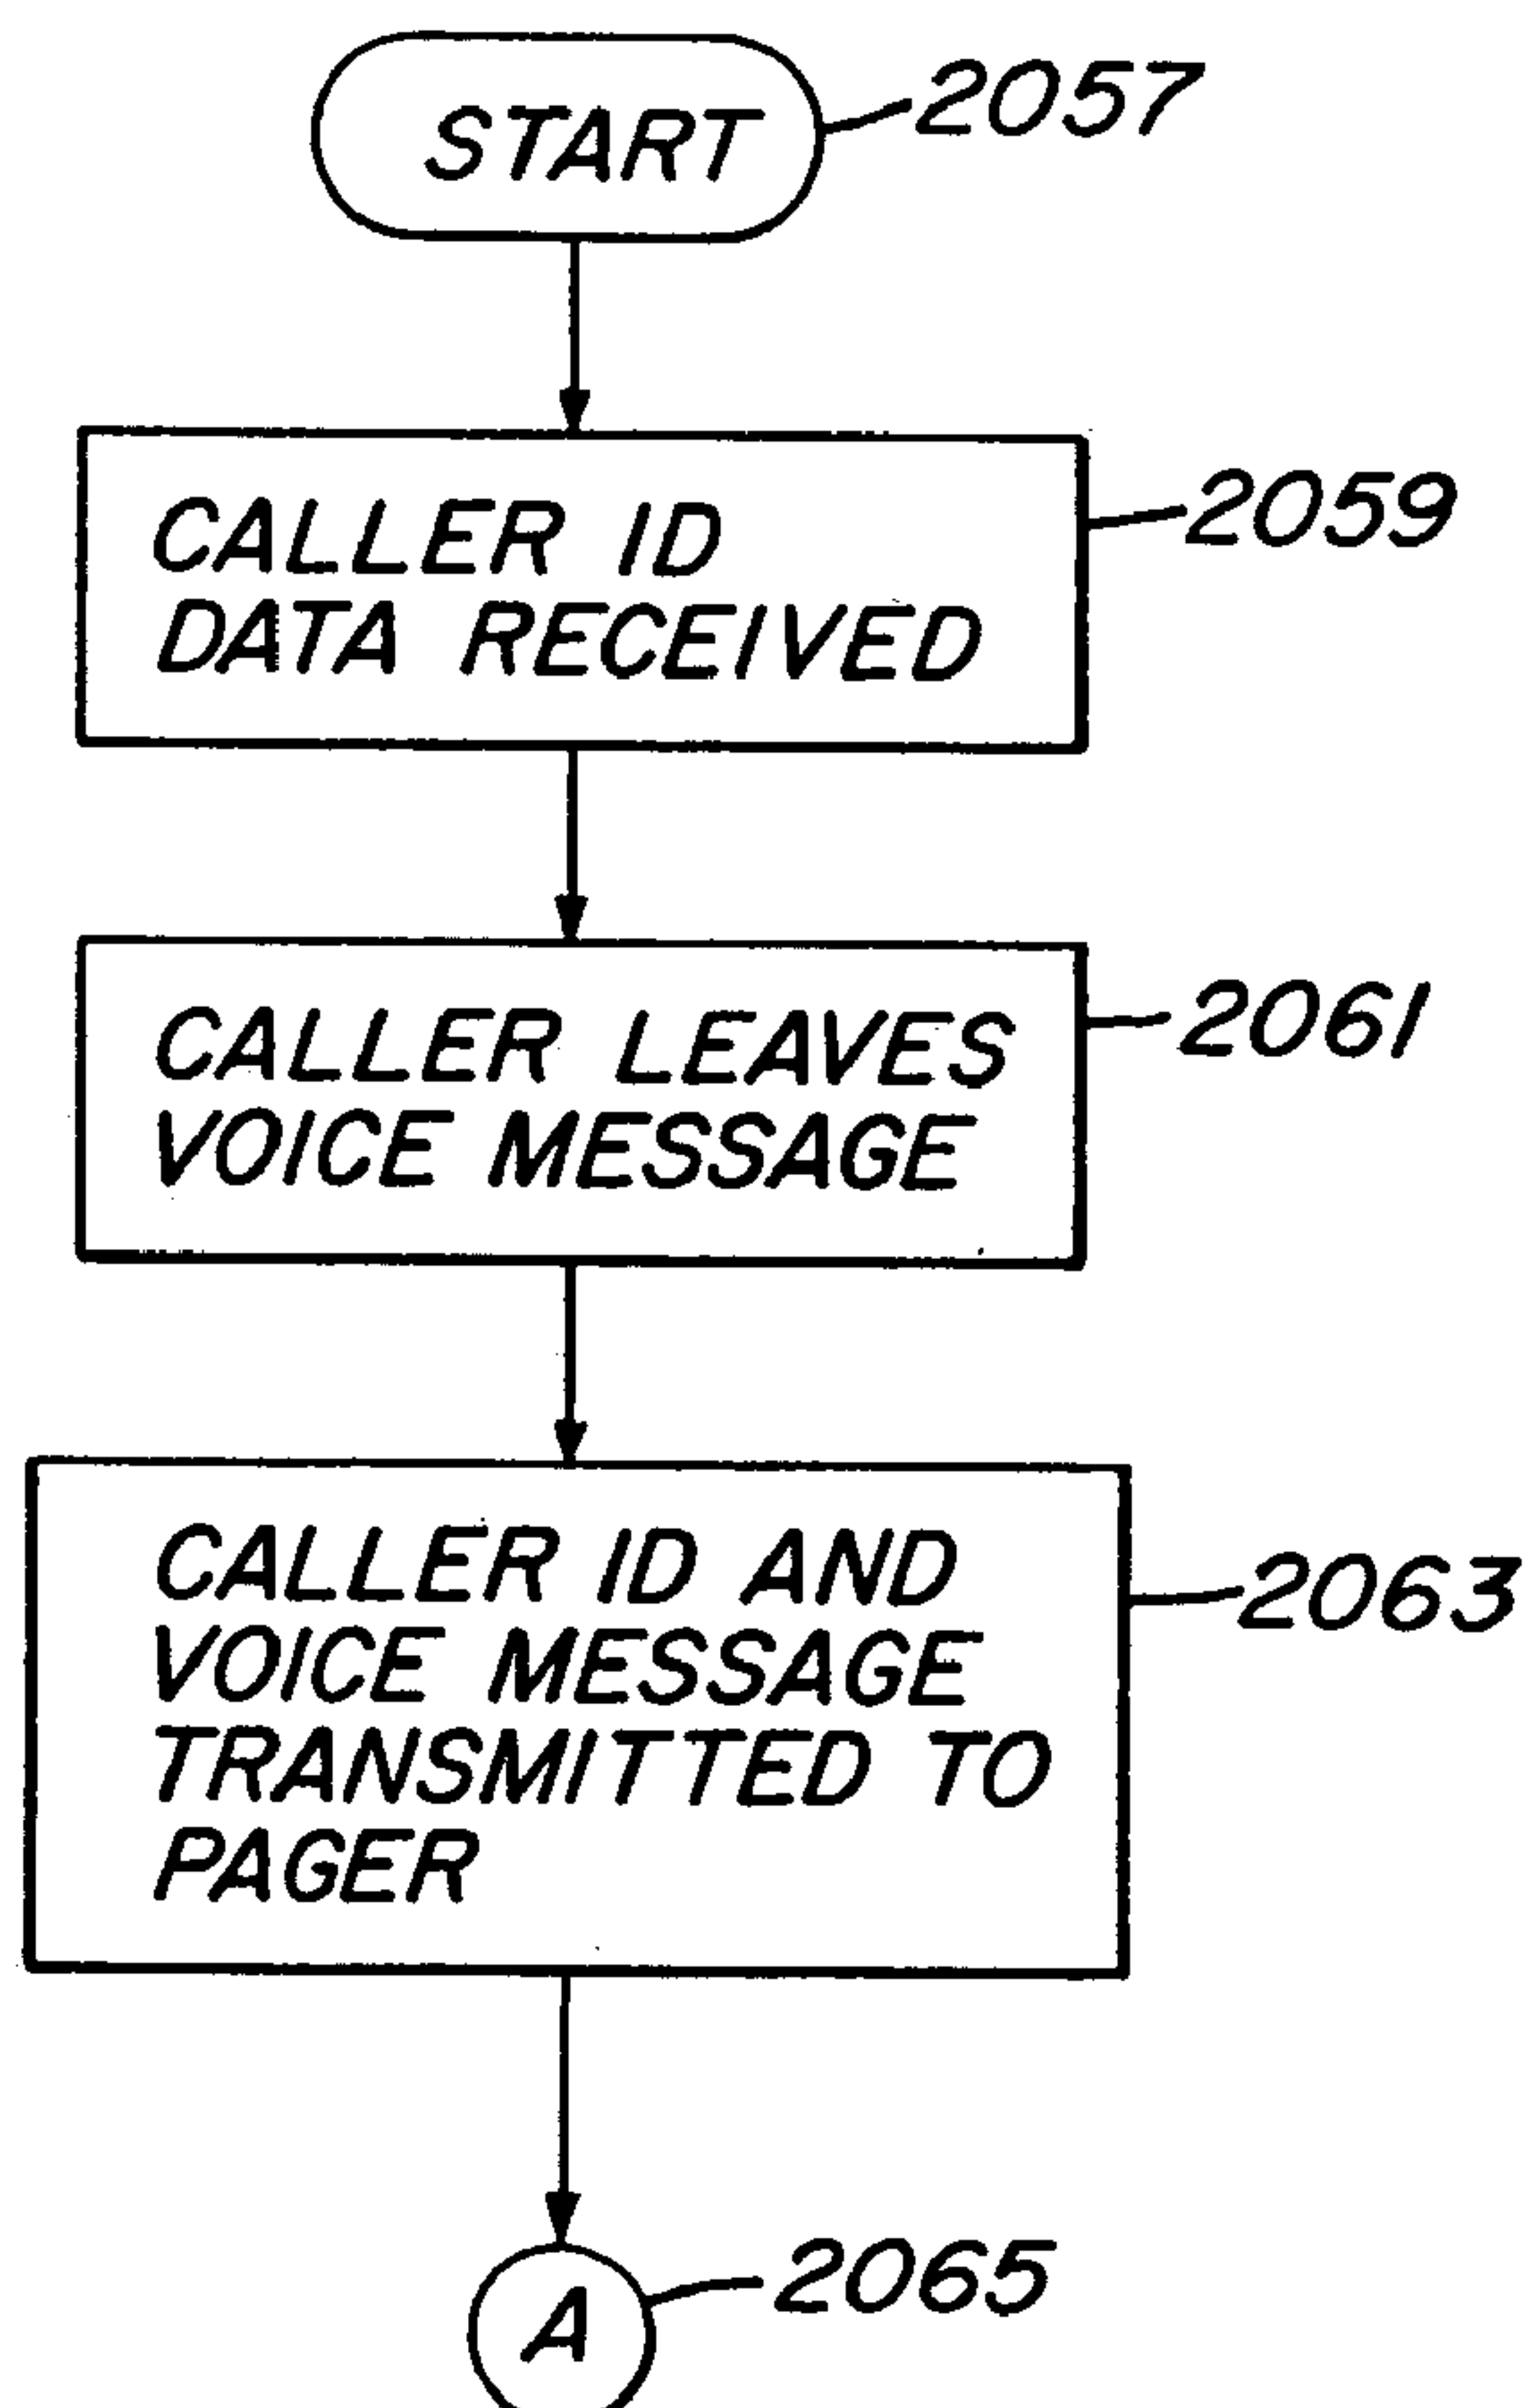 START
2057
CALLER ID
DATA RECEIVED
2059
CALLER LEAVES
VOICE MESSAGE
2061
CALLER ID AND
VOICE MESSAGE
TRANSMITTED TO
PAGER
2063
A
2065